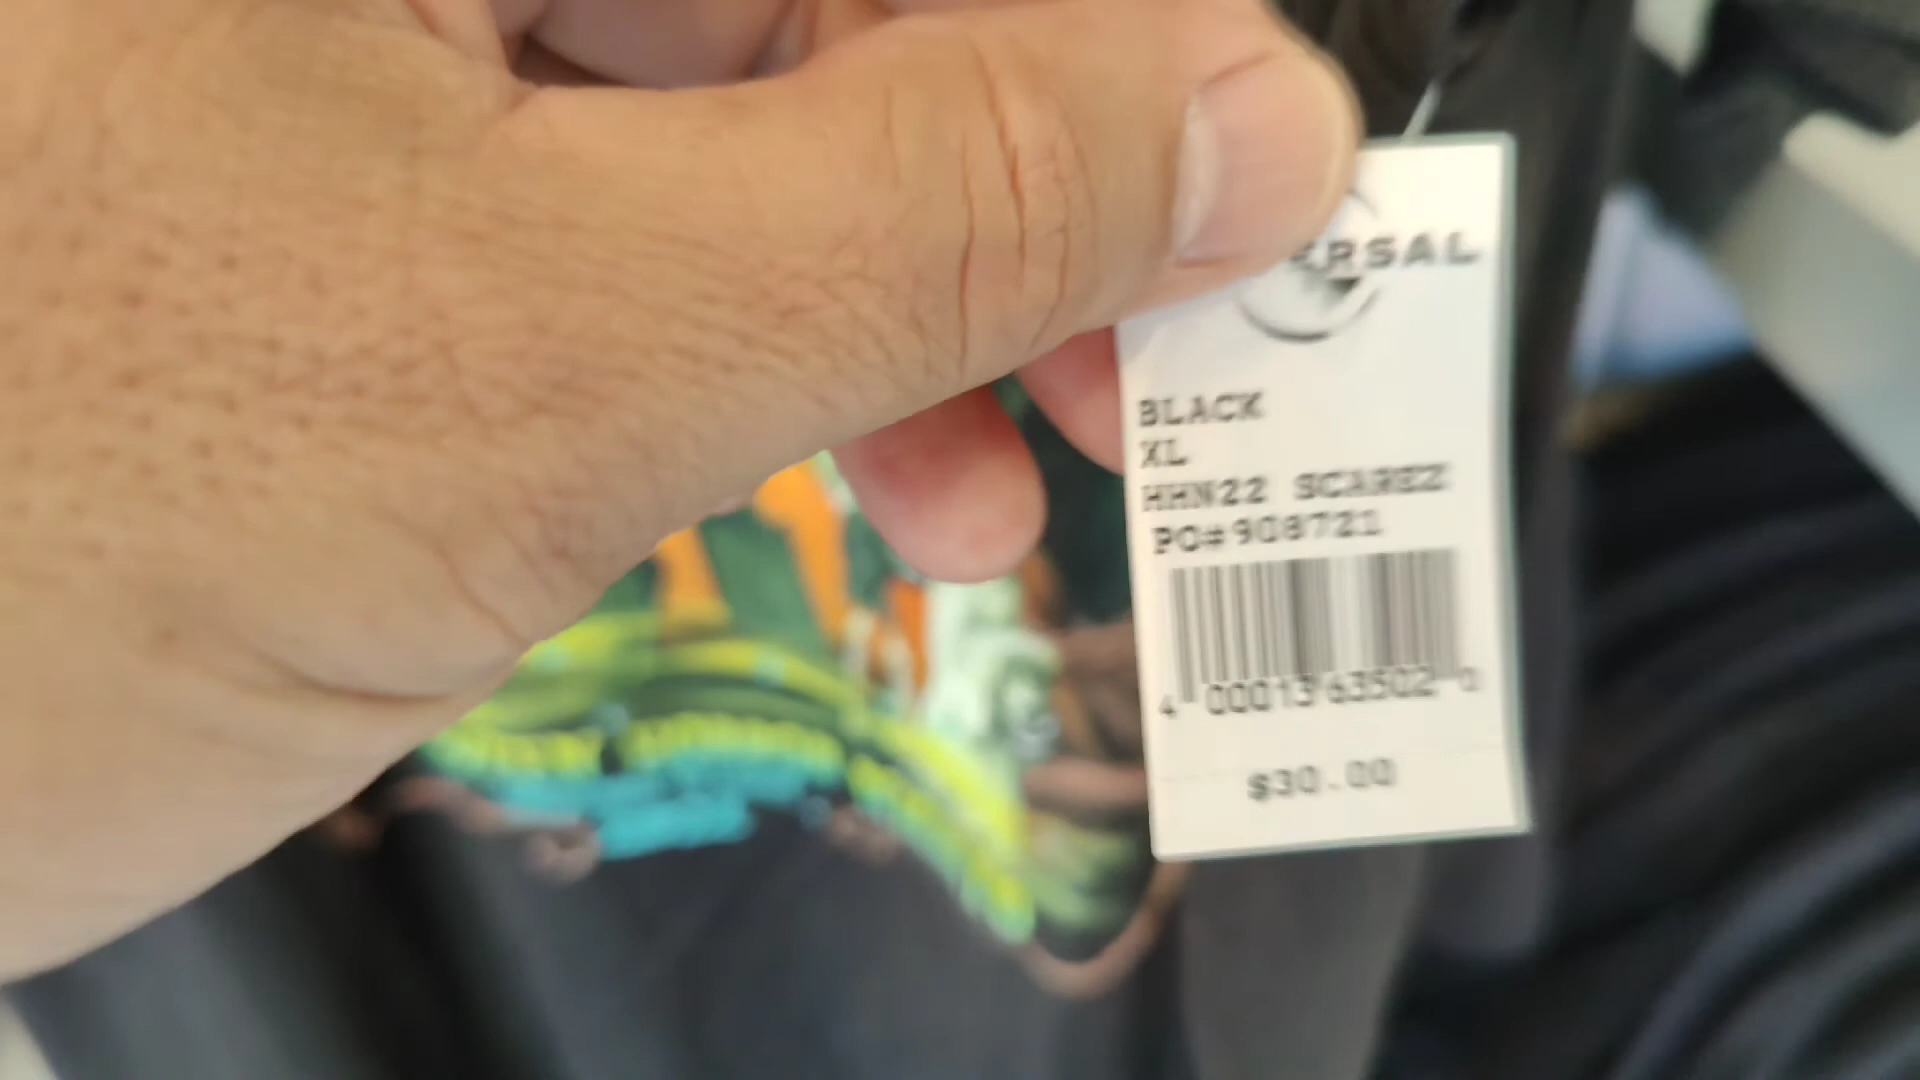 ERSAL
BLACK
XL
HHN22 SCAREZ
PO#908721
4 00013 63502 0
$30.00